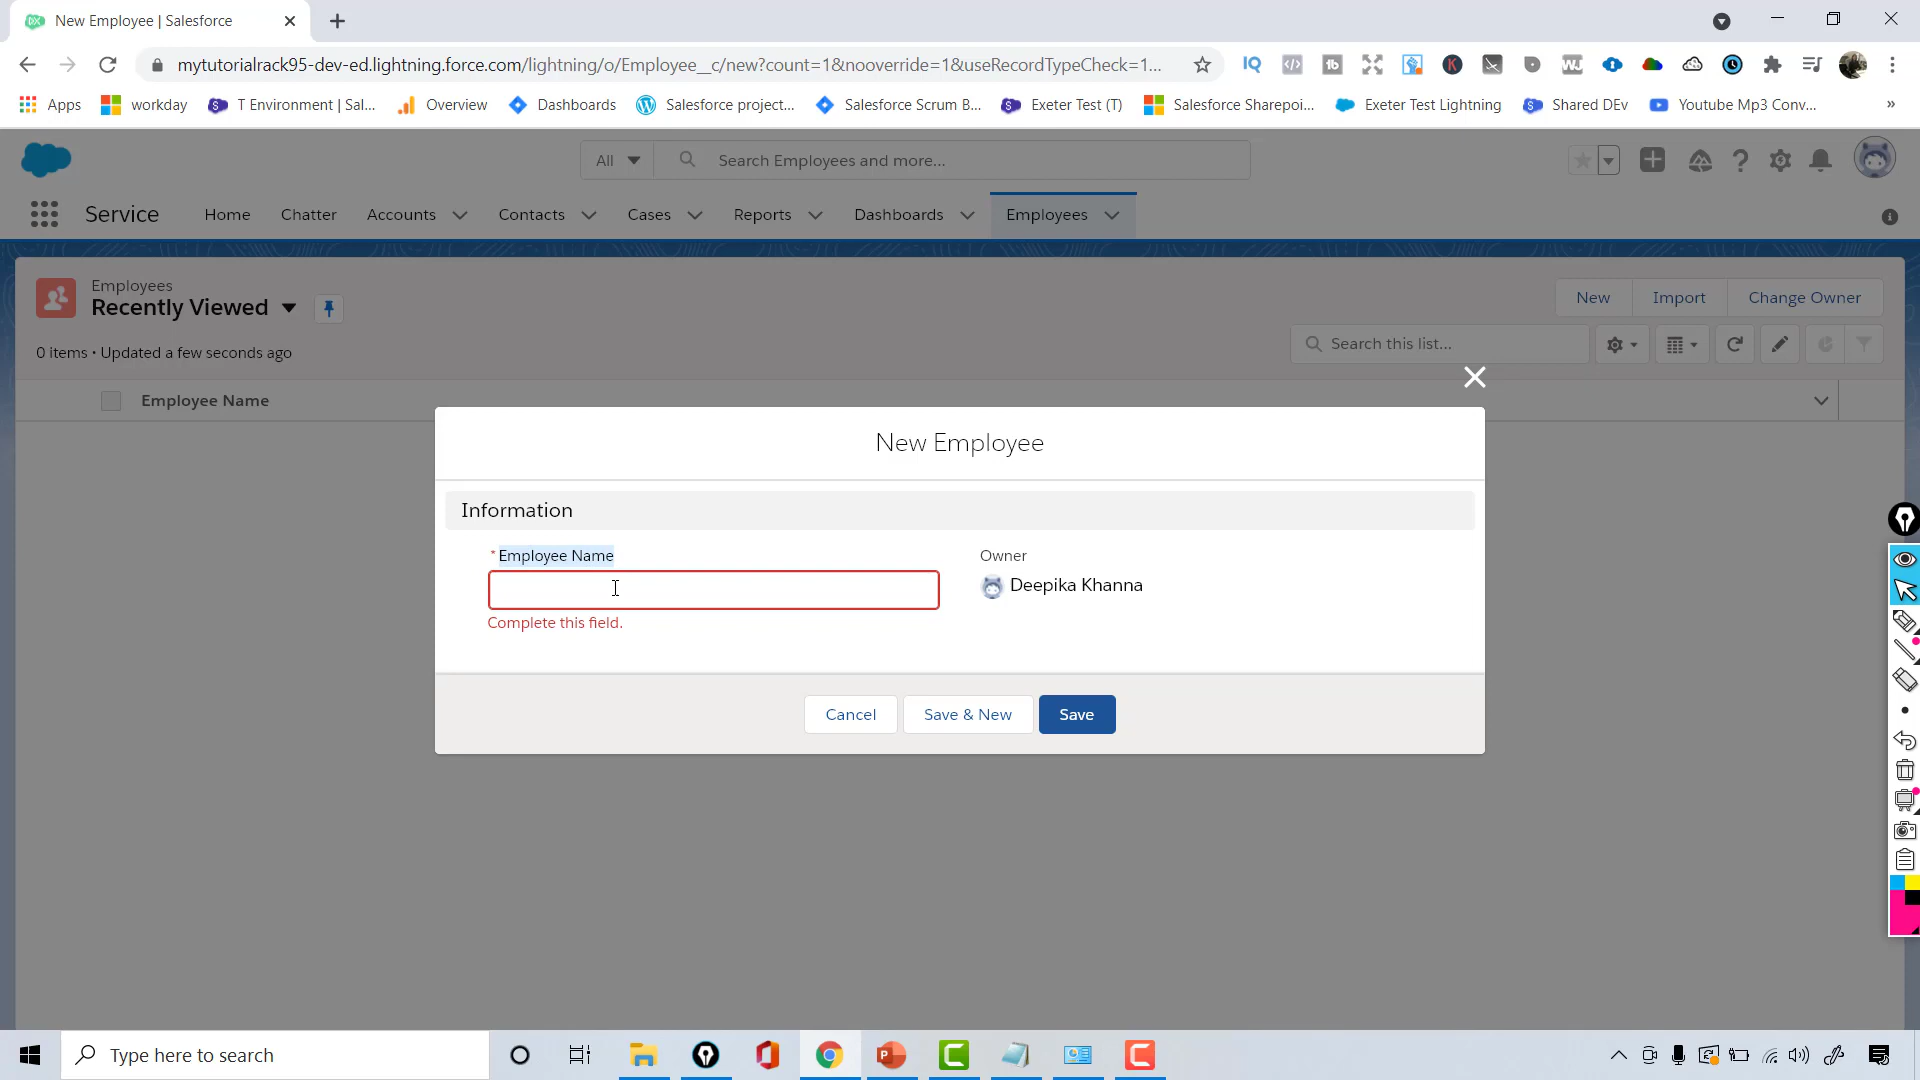 New Employee | Salesforce
mytutorialrack95-dev-ed.lightning.force.com/lightning/o/Employee__c/new?count=1&nooverride=1&useRecordTypeCheck=1...
Apps workday T Environment | Sal... Overview Dashboards Salesforce project... Salesforce Scrum B... Exeter Test (T) Salesforce Sharepoi... Exeter Test Lightning Shared DEv Youtube Mp3 Conv... »
All Search Employees and more...
Service Home Chatter Accounts Contacts Cases Reports Dashboards Employees
Employees
Recently Viewed
New Import Change Owner
0 items • Updated a few seconds ago
Search this list...
Employee Name
New Employee
Information
* Employee Name
Owner
Deepika Khanna
Complete this field.
Cancel Save & New Save
Type here to search